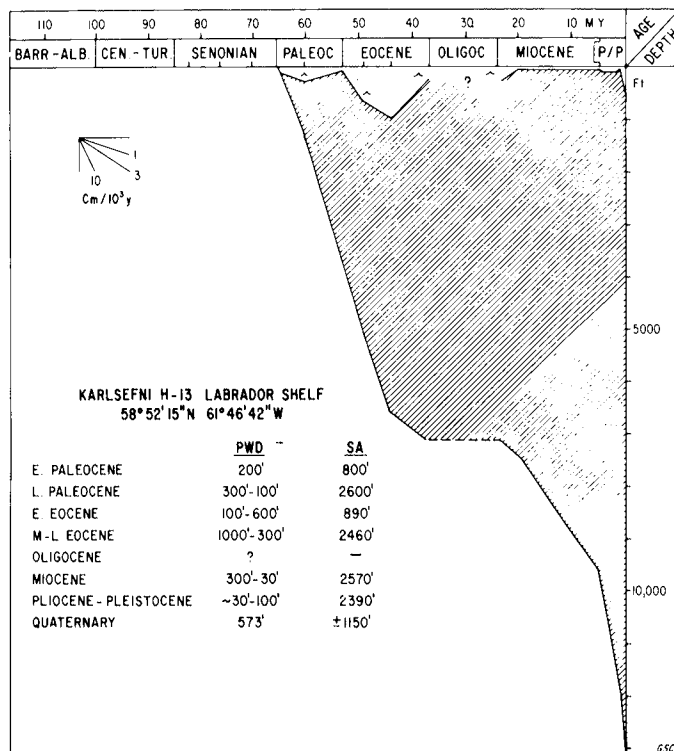 110 100 90 80 70 60 50 40 30 20 10 MY
AGE
DEPTH
BARR-ALB. CEN.-TUR. SENONIAN PALEOC EOCENE OLIGOC MIOCENE P/P
Ft
?
1
3
10
Cm/10³y
5000
KARLSEFNI H-13 LABRADOR SHELF
58°52'15"N 61°46'42"W
PWD SA
E. PALEOCENE 200' 800'
L. PALEOCENE 300'-100' 2600'
E. EOCENE 100'-600' 890'
M-L EOCENE 1000'-300' 2460'
OLIGOCENE ? —
MIOCENE 300'-30' 2570'
PLIOCENE-PLEISTOCENE ~30'-100' 2390'
QUATERNARY 573' ±1150'
10,000
GSC